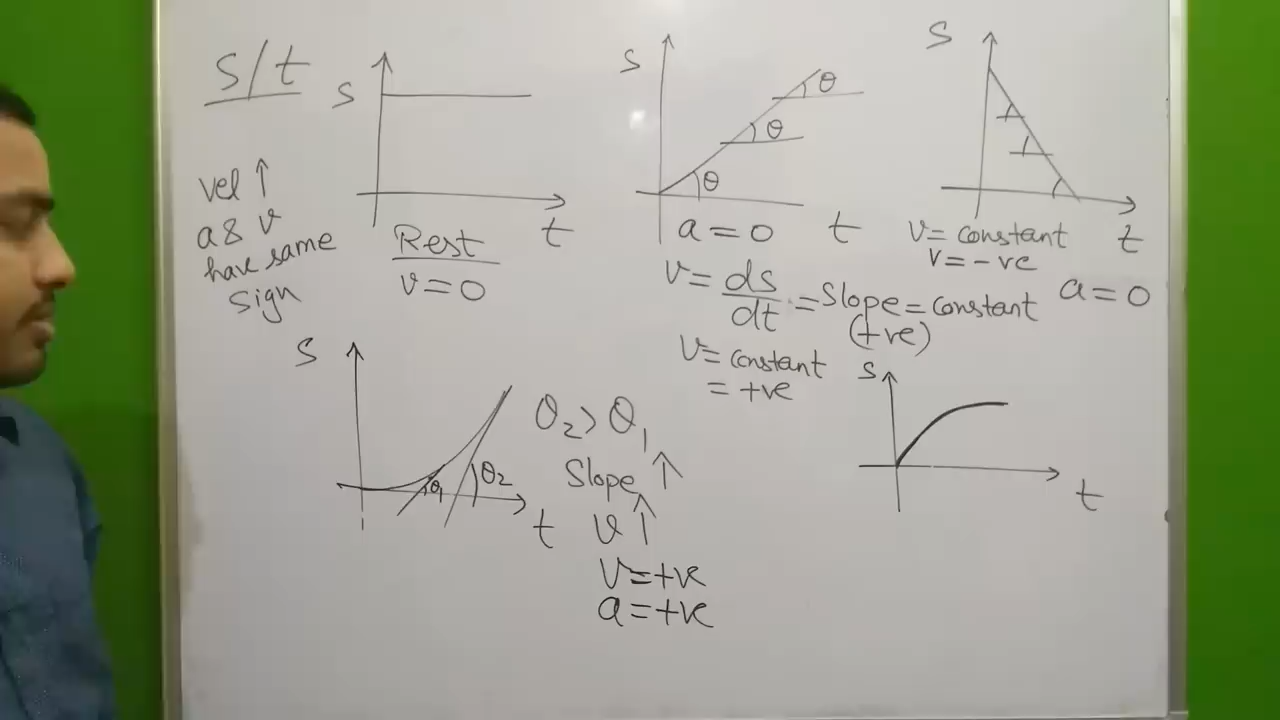 S/t
vel ↑
a & v
have same
sign
S
t
Rest
v = 0
S
θ
θ
θ
a = 0
t
v = ds/dt = Slope = constant
(+ve)
v = constant
= +ve
S
t
v = constant
v = -ve
a = 0
S
θ1
θ2
t
θ2 > θ1
Slope ↑
v ↑
v = +ve
a = +ve
S
t